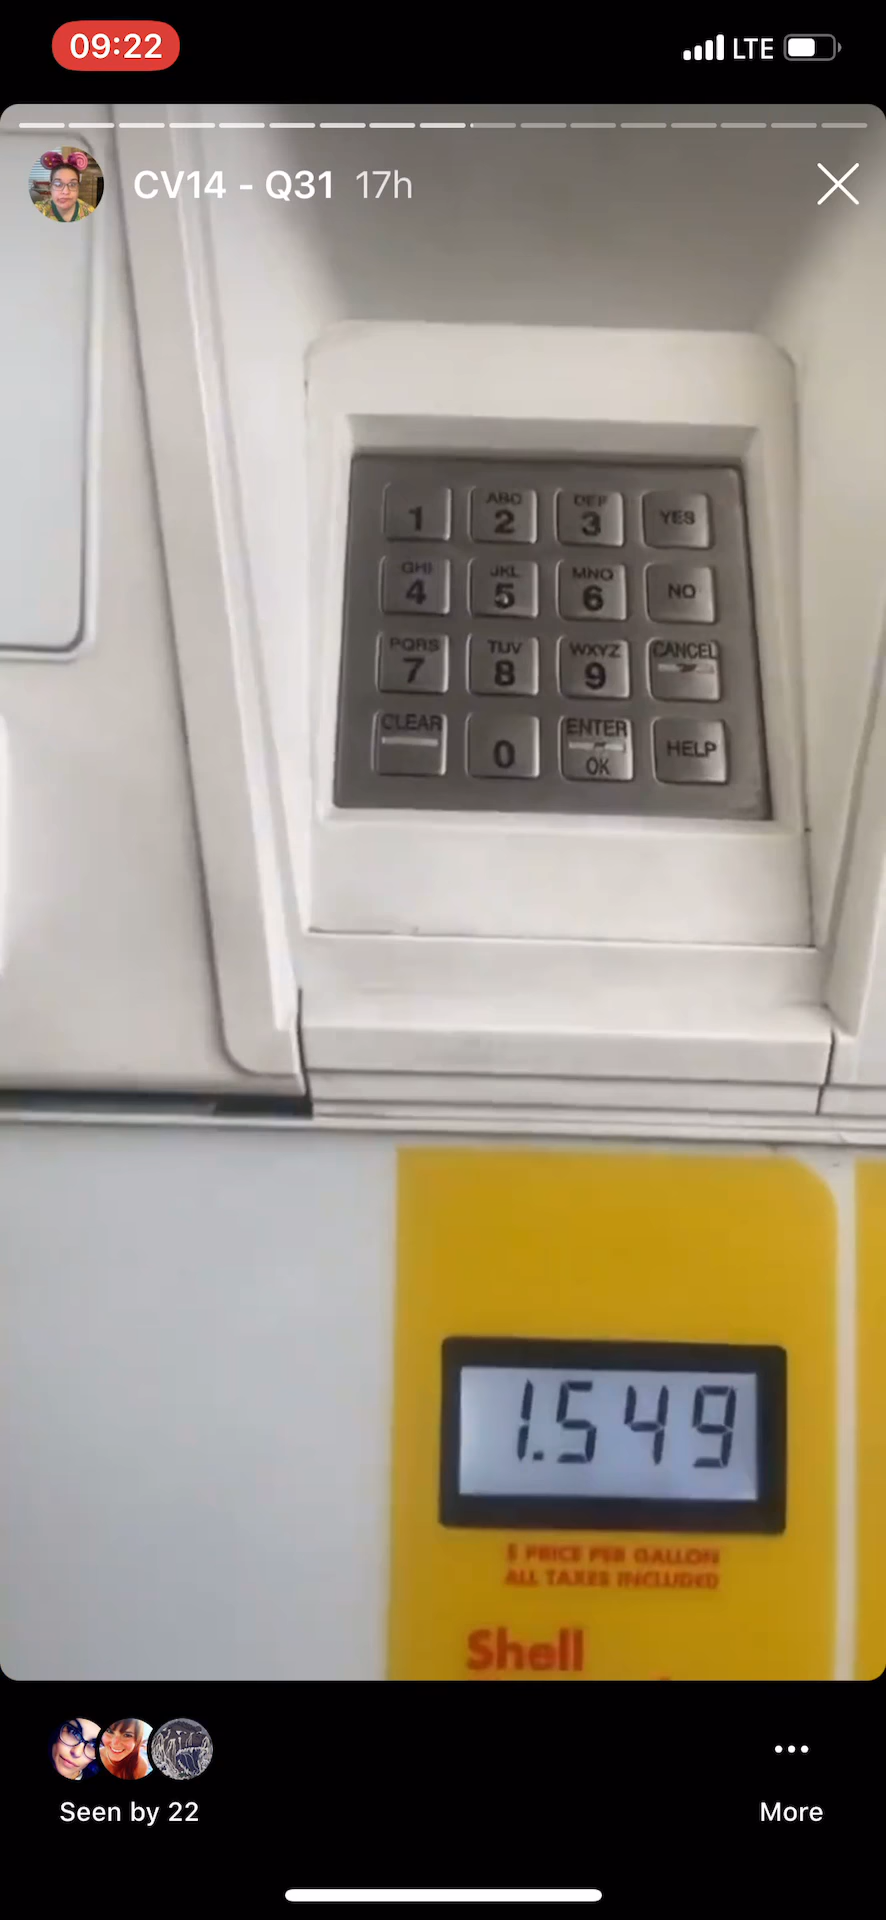 09:22
LTE
CV14 - Q31 17h
1
ABC
2
DEF
3
YES
GHI
4
JKL
5
MNO
6
NO
PQRS
7
TUV
8
WXYZ
9
CANCEL
CLEAR
0
ENTER
OK
HELP
1.549
$ PRICE PER GALLON
ALL TAXES INCLUDED
Shell
Seen by 22
More